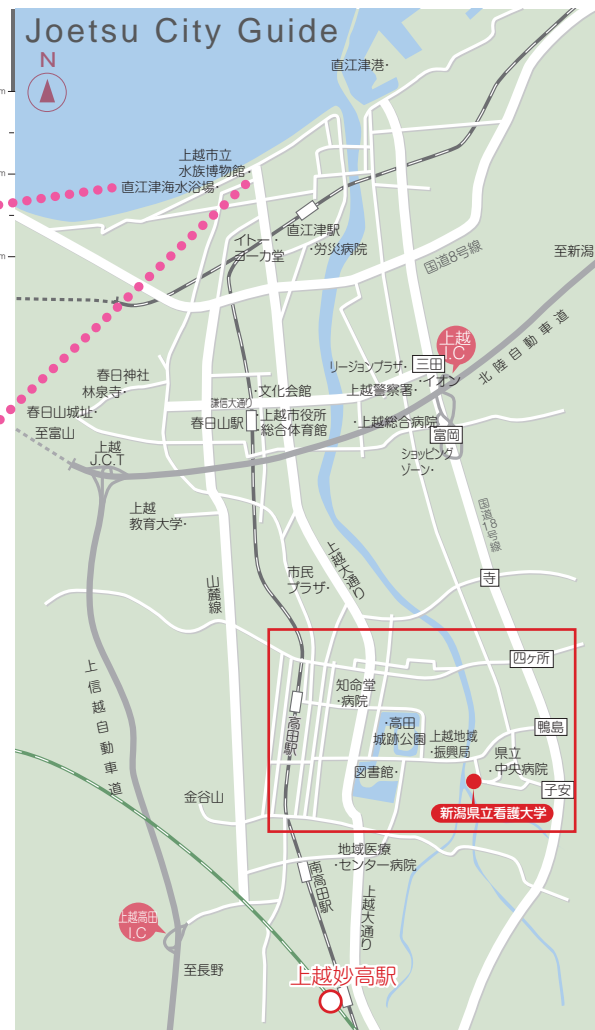 Joetsu City Guide
N
m
m
m
直江津港・
上越市立
水族博物館・
直江津海水浴場・
直江津駅
イトー・
ヨーカ堂
・労災病院
国道8号線
至新潟
上越
I.C
北陸自動車道
リージョンプラザ・
三田
・イオン
上越警察署・
春日神社
林泉寺・
春日山城址・
至富山
謙信大通り
・文化会館
春日山駅
・上越市役所
・総合体育館
・上越総合病院
富岡
ショッピング
ゾーン・
上越
J.C.T
上越
教育大学・
国道18号線
上越大通り
市民
プラザ・
山麓線
寺
四ケ所
知命堂
・病院
高田駅
・高田
城跡公園
上越地域
・振興局
鴨島
県立
・中央病院
図書館・
子安
新潟県立看護大学
上信越自動車道
金谷山
地域医療
・センター病院
南高田駅
上越大通り
上越高田
I.C
至長野
上越妙高駅